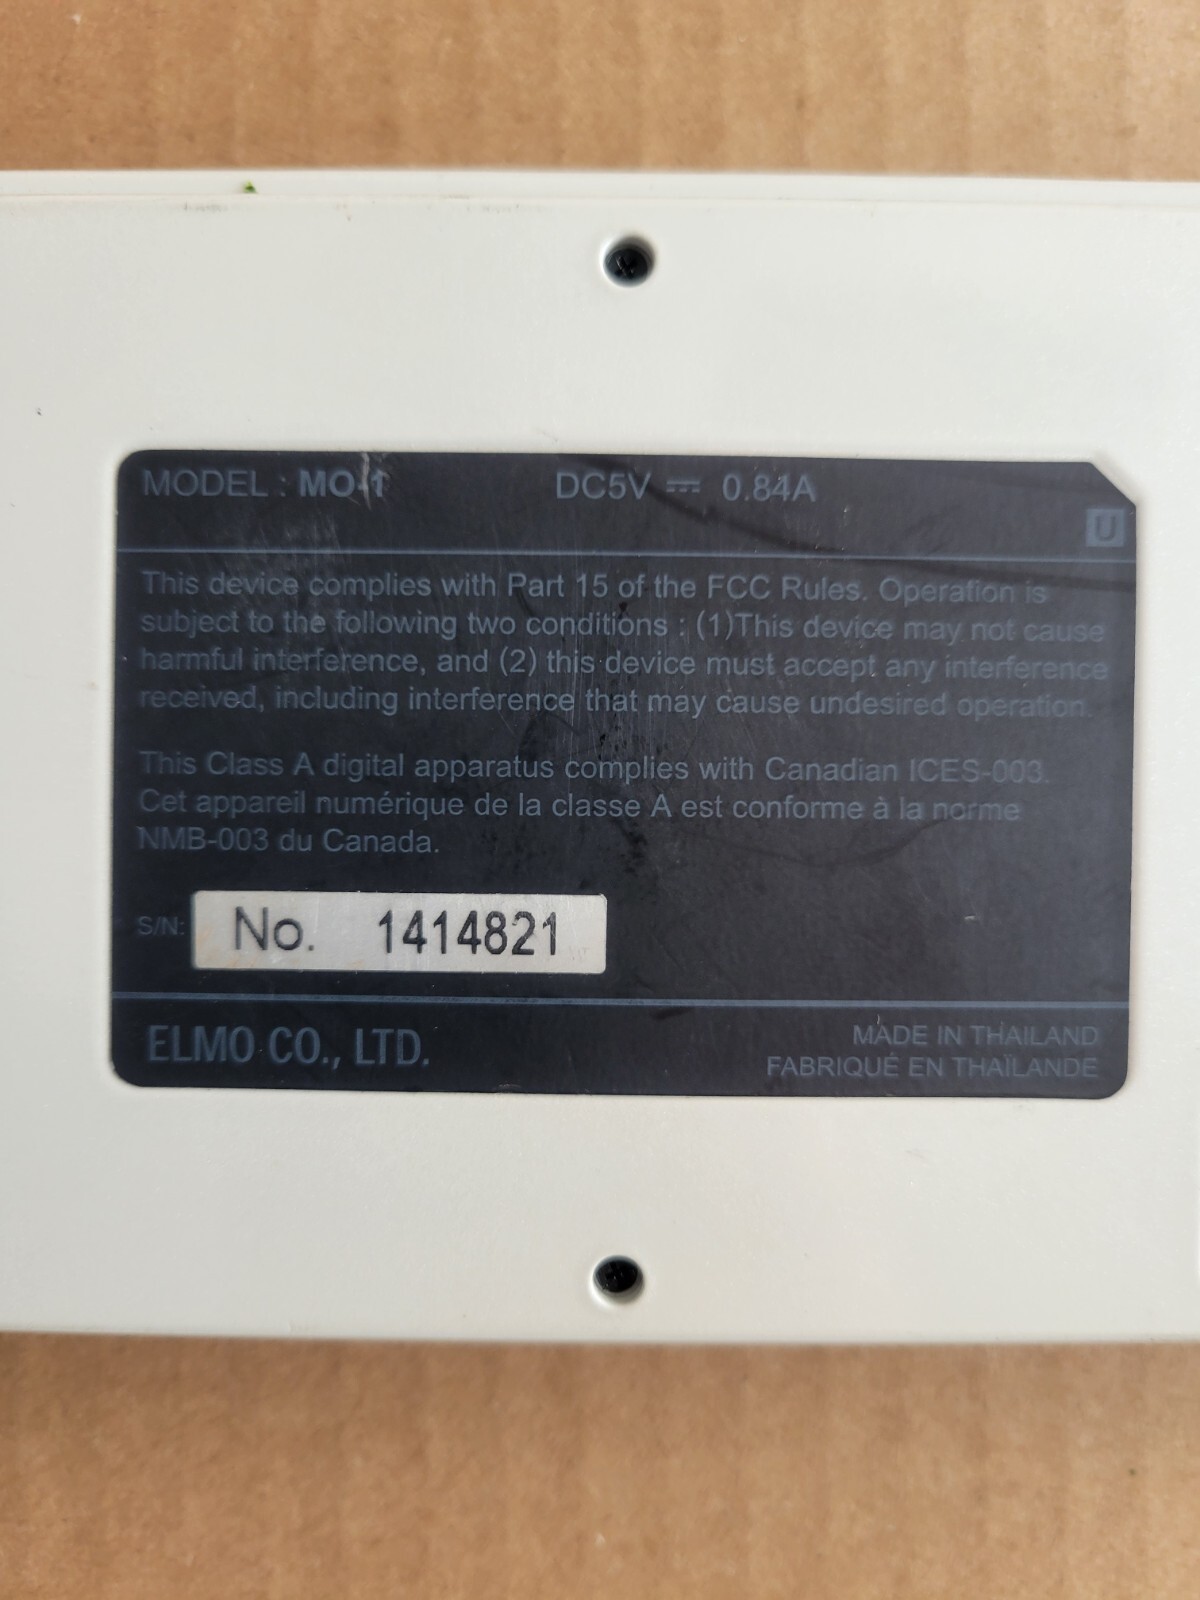 MODEL : MO-1 DC5V ⎓ 0.84A
U
This device complies with Part 15 of the FCC Rules. Operation is
subject to the following two conditions : (1)This device may not cause
harmful interference, and (2) this device must accept any interference
received, including interference that may cause undesired operation.
This Class A digital apparatus complies with Canadian ICES-003.
Cet appareil numérique de la classe A est conforme à la norme
NMB-003 du Canada.
S/N: No. 1414821
ELMO CO., LTD.
MADE IN THAILAND
FABRIQUÉ EN THAÏLANDE